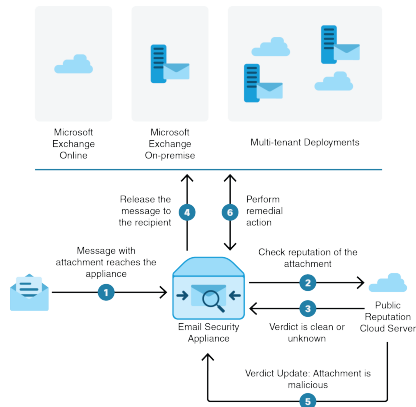 Microsoft
Exchange
Online
Microsoft
Exchange
On-premise
Multi-tenant Deployments
Release the
message to
the recipient
4
6
Perform
remedial
action
Message with
attachment reaches the
appliance
1
Check reputation of the
attachment
2
3
Verdict is clean or
unknown
Email Security
Appliance
Public
Reputation
Cloud Server
Verdict Update: Attachment is
malicious
5